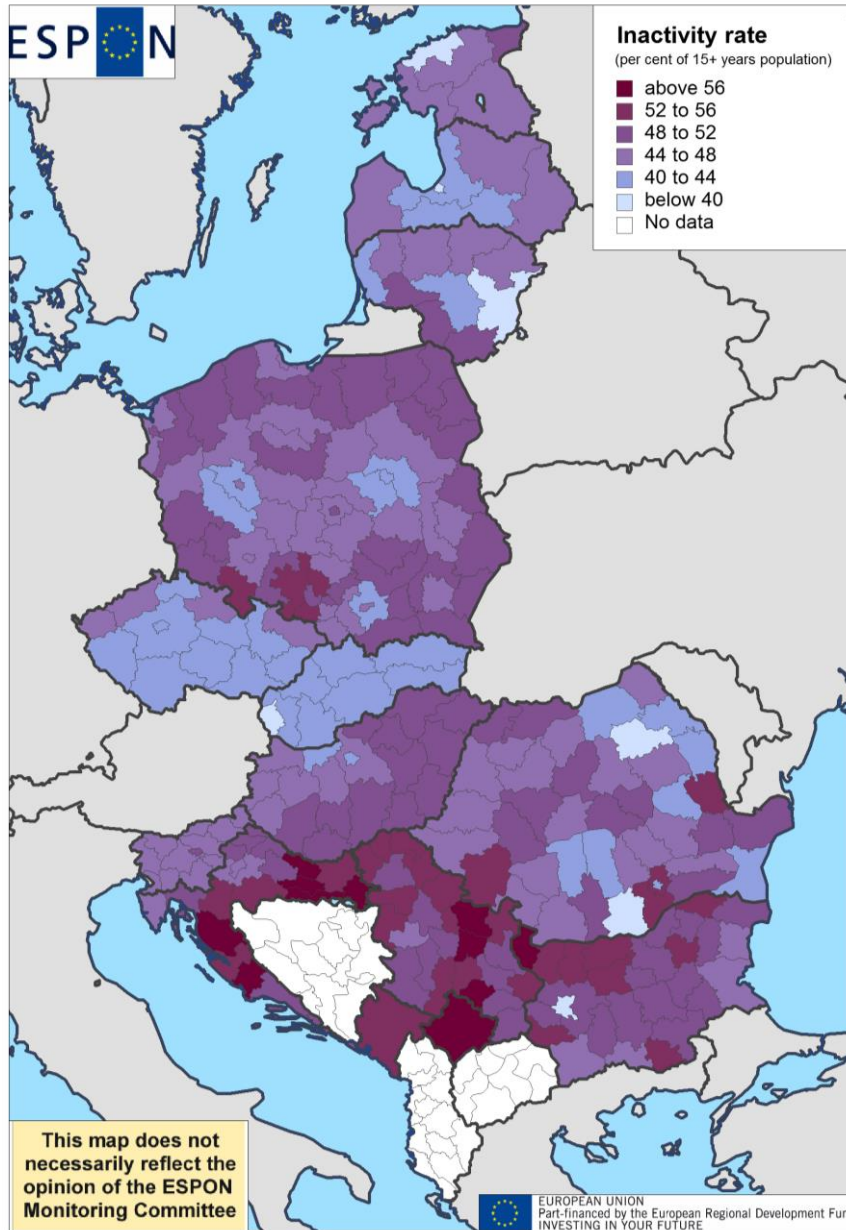 ESPON
Inactivity rate
(per cent of 15+ years population)
above 56
52 to 56
48 to 52
44 to 48
40 to 44
below 40
No data
This map does not
necessarily reflect the
opinion of the ESPON
Monitoring Committee
EUROPEAN UNION
Part-financed by the European Regional Development Fun
INVESTING IN YOUR FUTURE